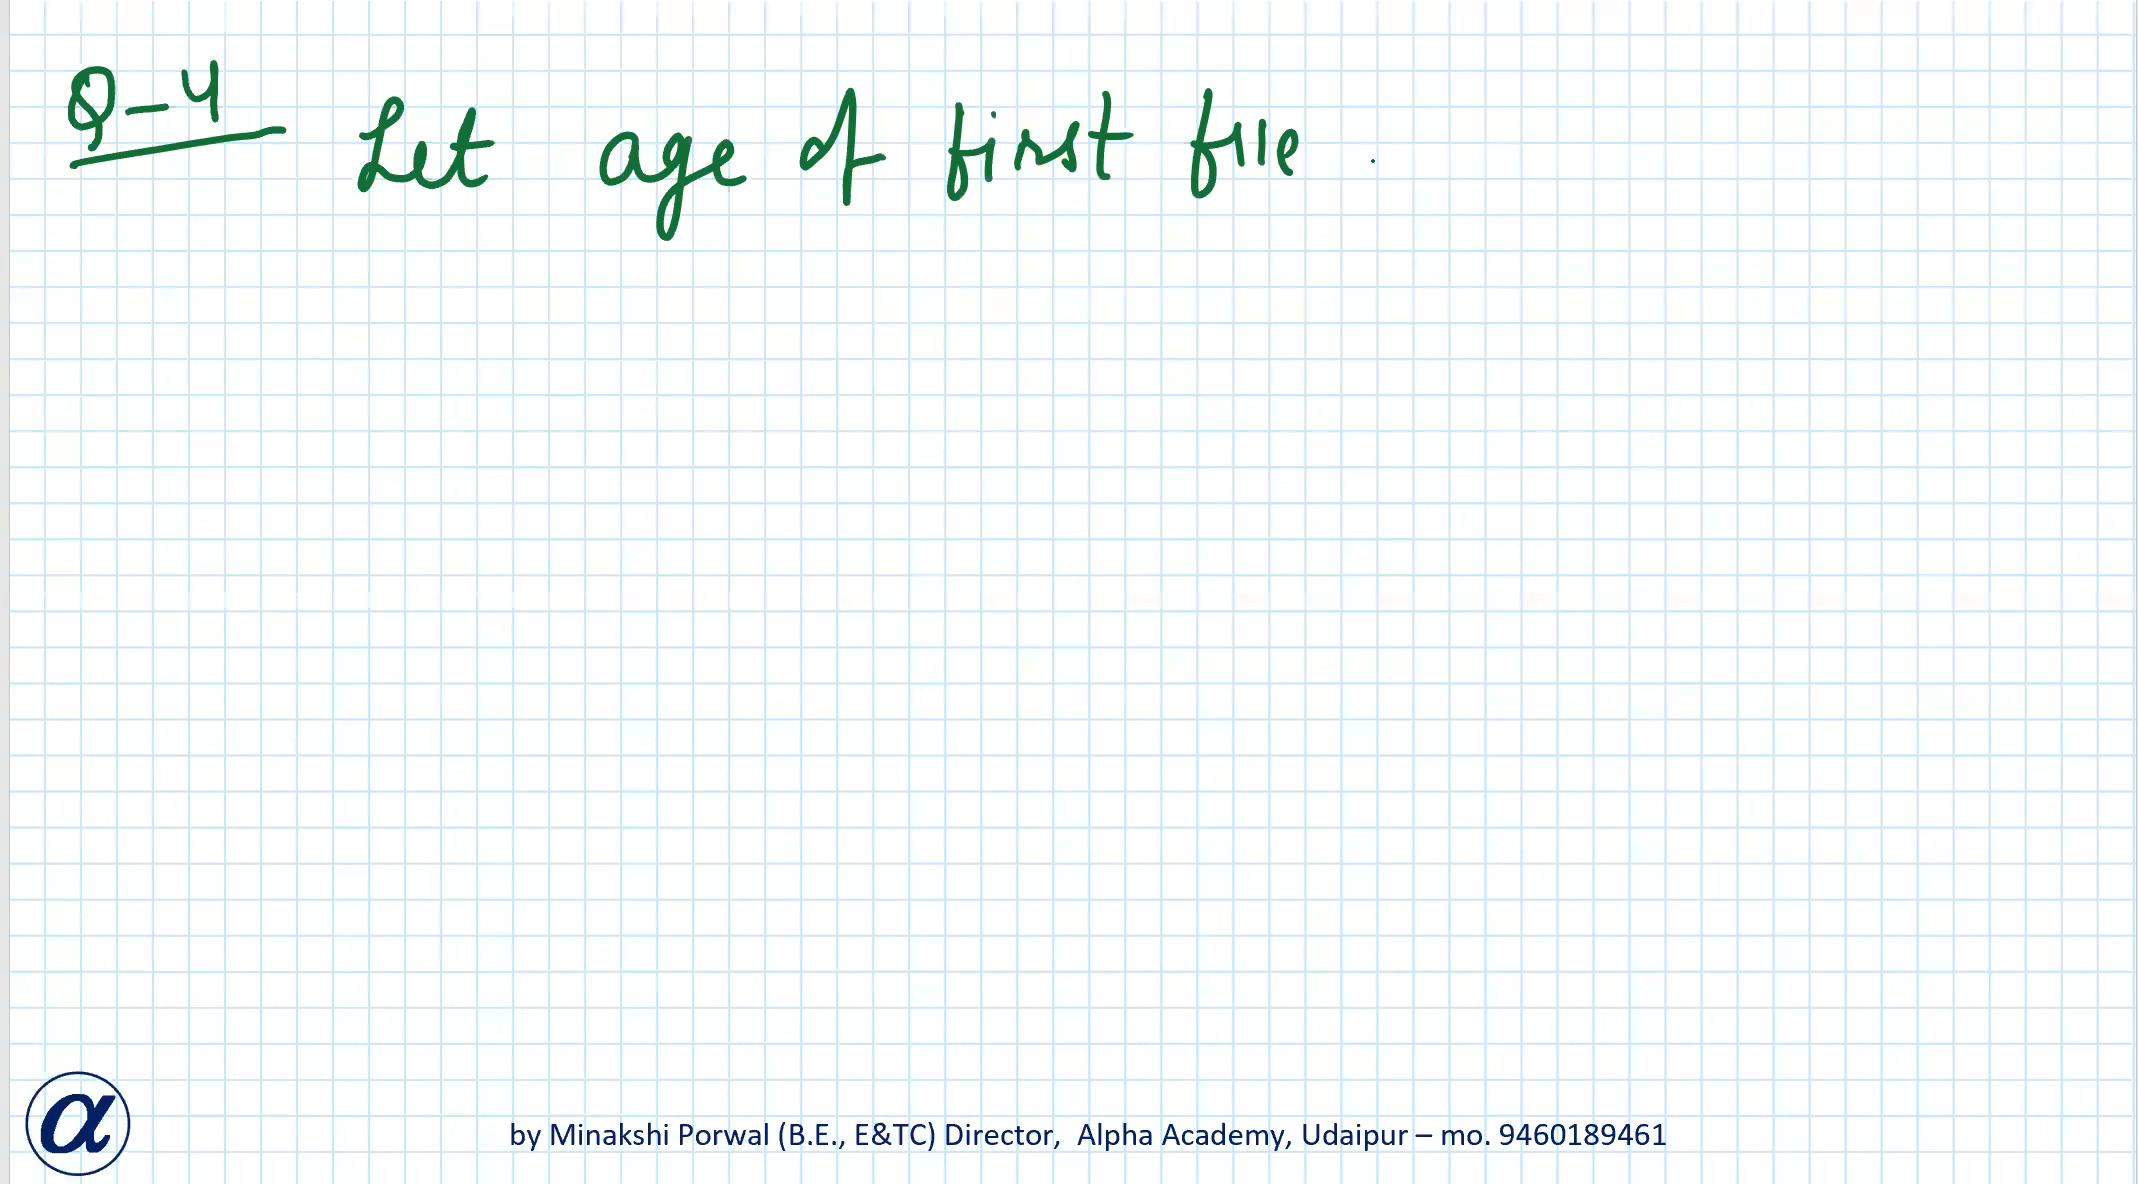 Q-4 Let age of first file
α
by Minakshi Porwal (B.E., E&TC) Director, Alpha Academy, Udaipur – mo. 9460189461